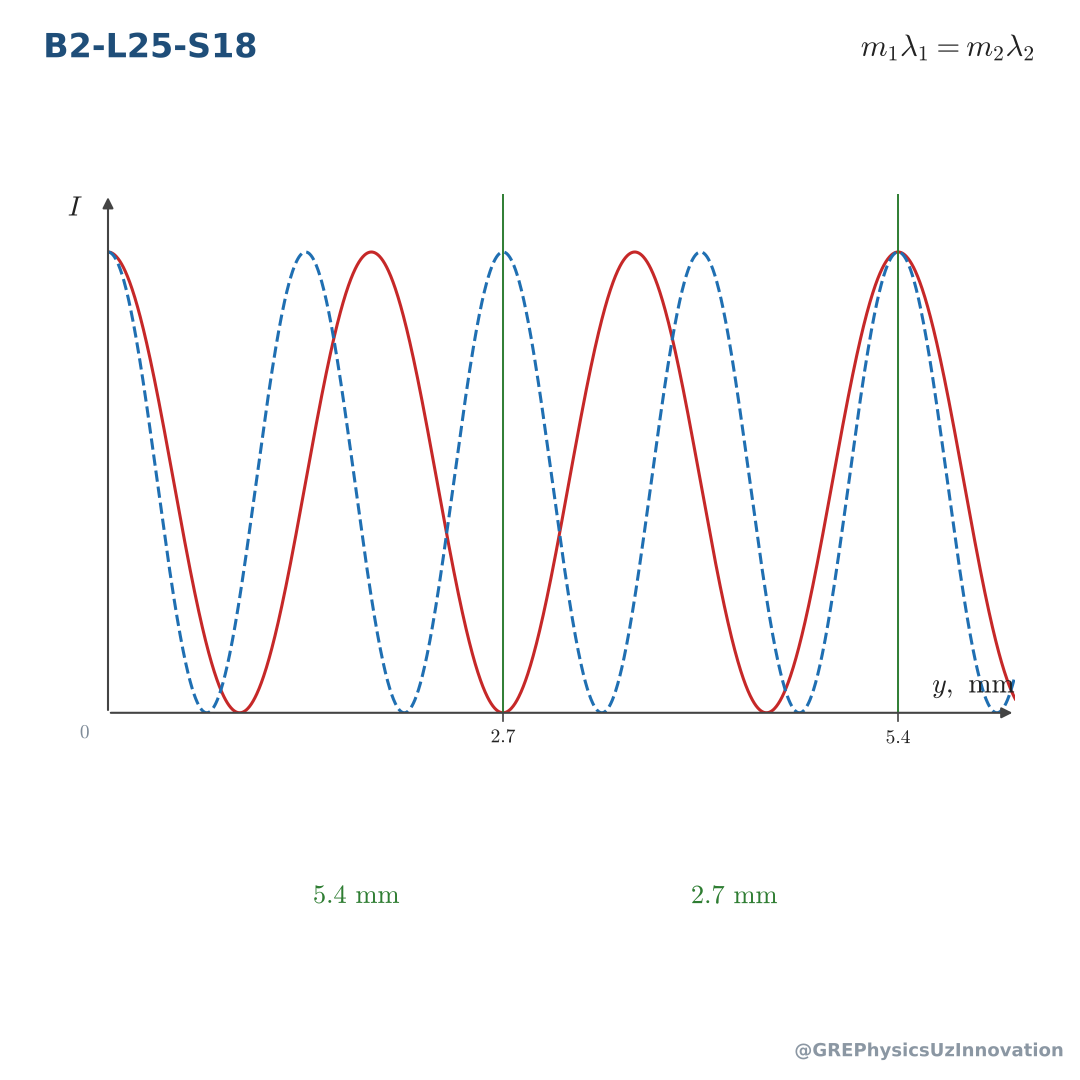 B2-L25-S18
m₁λ₁ = m₂λ₂
I
y, mm
0
2.7
5.4
5.4 mm
2.7 mm
@GREPhysicsUzInnovation